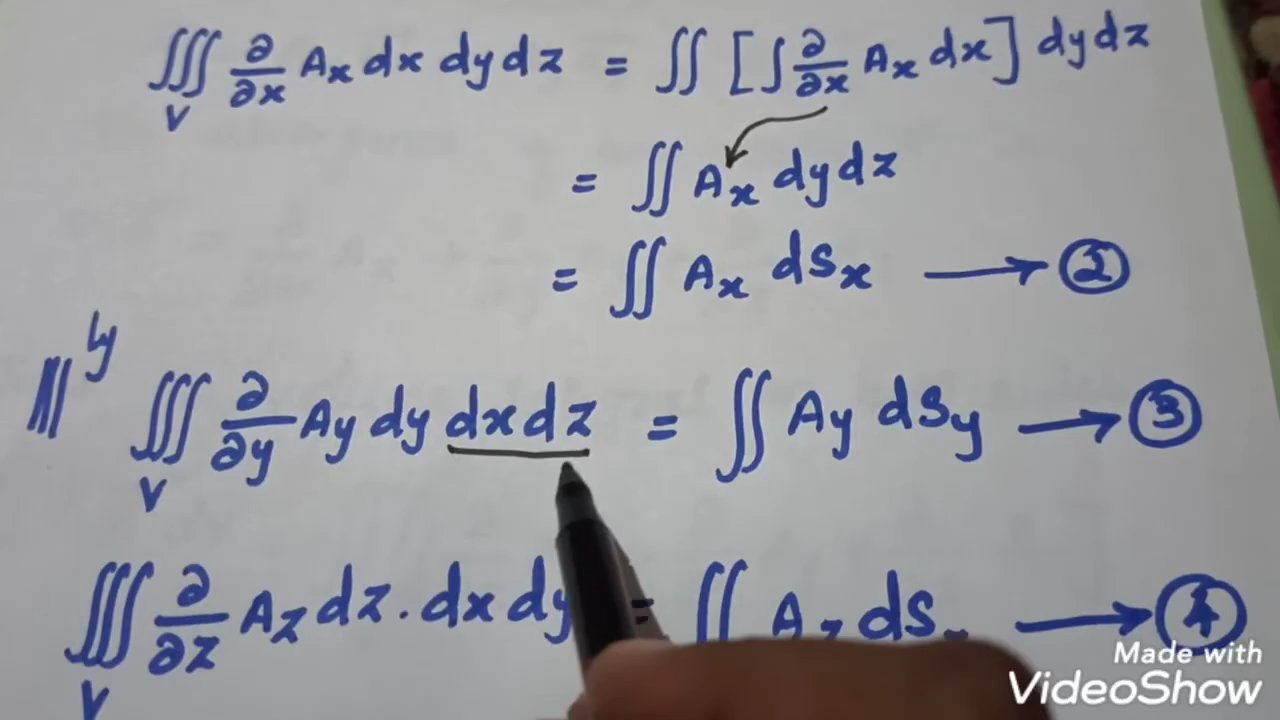 ∭_V ∂/∂x A_x dx dy dz = ∬ [∫ ∂/∂x A_x dx] dy dz
= ∬ A_x dy dz
= ∬ A_x ds_x → ②
|||ly
∭_V ∂/∂y A_y dy dx dz = ∬ A_y ds_y → ③
∭_V ∂/∂z A_z dz . dx dy = ∬ A_z ds → ④
Made with
VideoShow